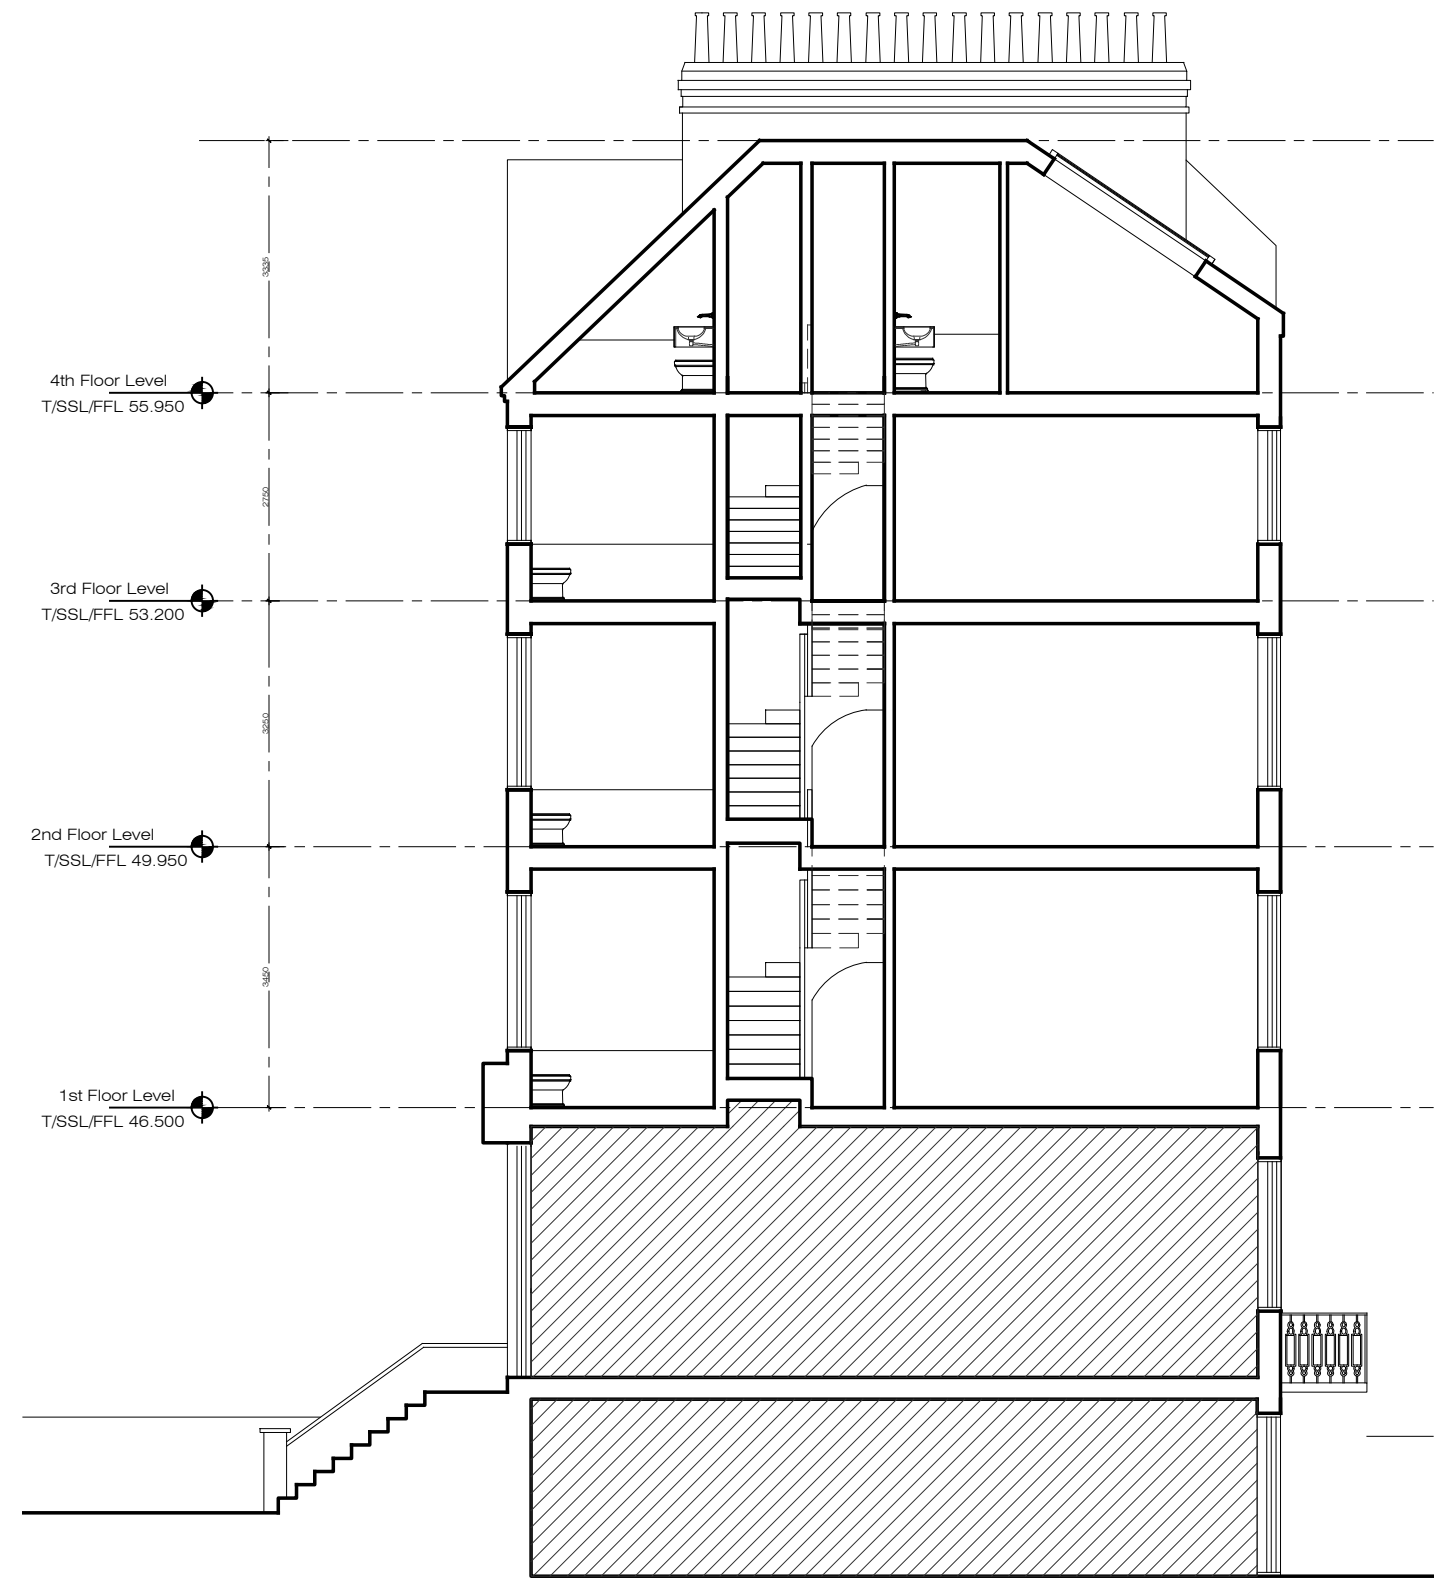 3335
4th Floor Level
T/SSL/FFL 55.950
2750
3rd Floor Level
T/SSL/FFL 53.200
3250
2nd Floor Level
T/SSL/FFL 49.950
3450
1st Floor Level
T/SSL/FFL 46.500